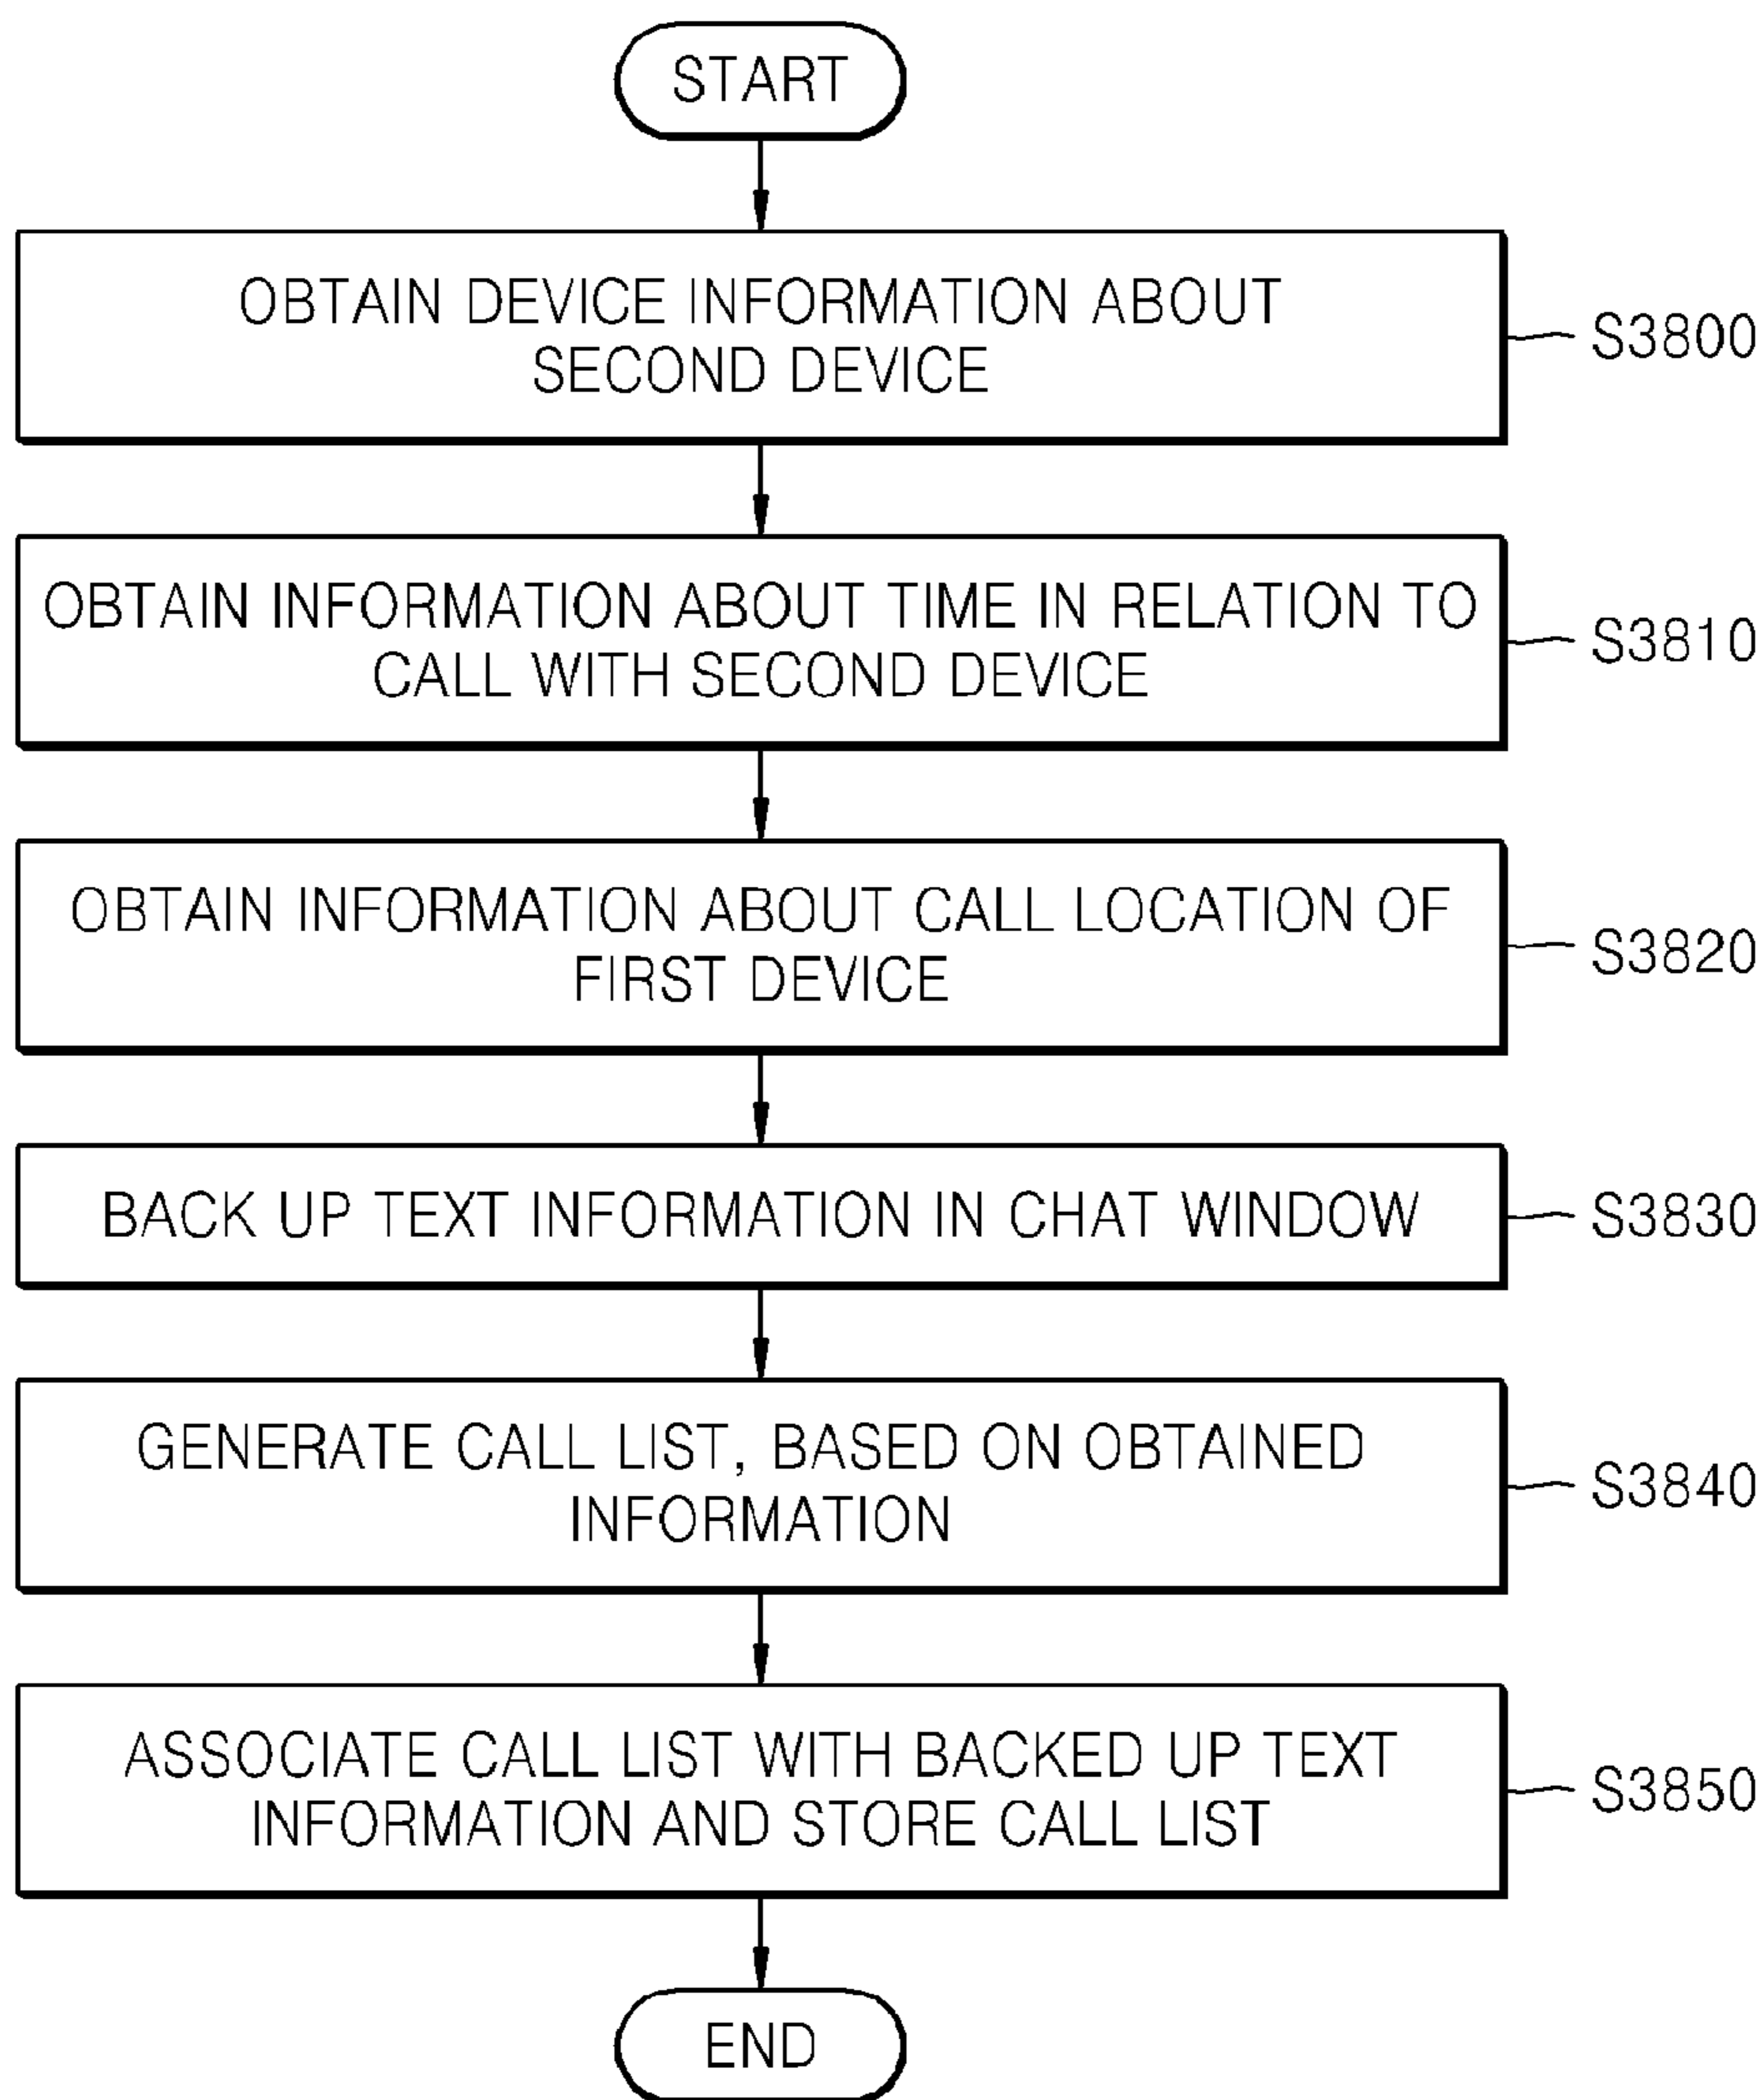 START
OBTAIN DEVICE INFORMATION ABOUT
SECOND DEVICE
S3800
OBTAIN INFORMATION ABOUT TIME IN RELATION TO
CALL WITH SECOND DEVICE
S3810
OBTAIN INFORMATION ABOUT CALL LOCATION OF
FIRST DEVICE
S3820
BACK UP TEXT INFORMATION IN CHAT WINDOW
S3830
GENERATE CALL LIST, BASED ON OBTAINED
INFORMATION
S3840
ASSOCIATE CALL LIST WITH BACKED UP TEXT
INFORMATION AND STORE CALL LIST
S3850
END